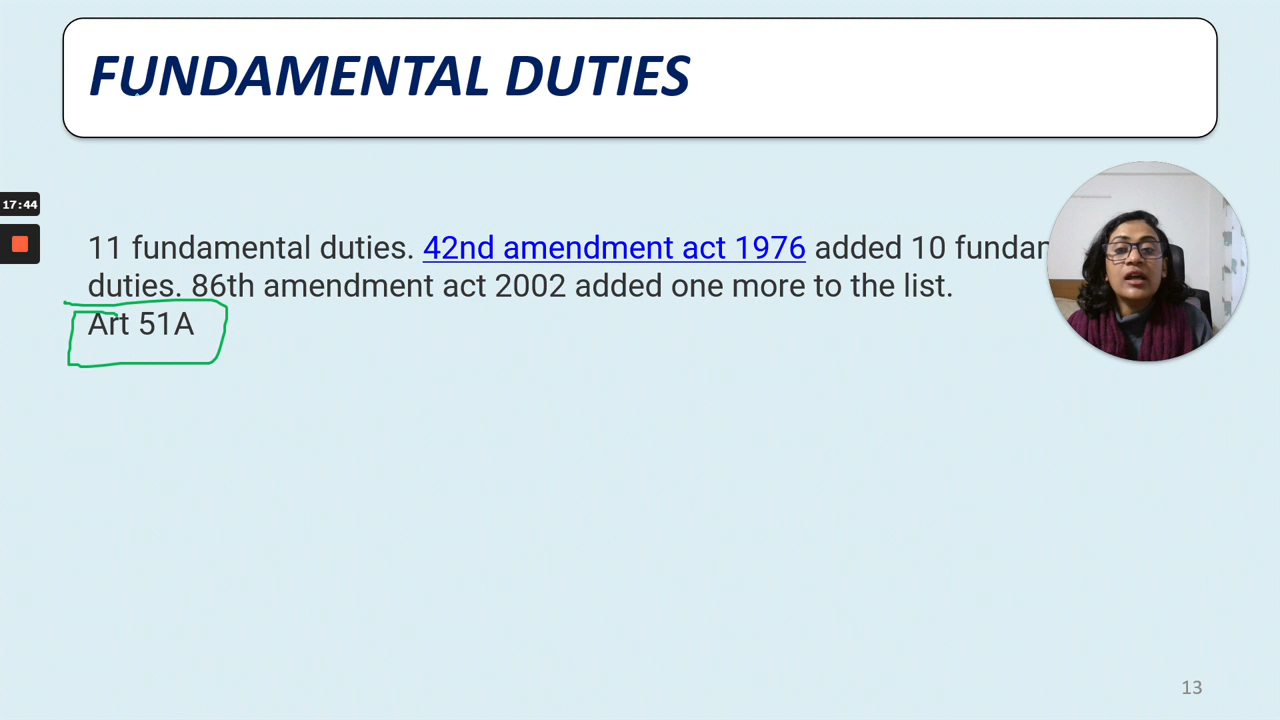 FUNDAMENTAL DUTIES
17:44
11 fundamental duties. 42nd amendment act 1976 added 10
duties. 86th amendment act 2002 added one more to the list.
Art 51A
13